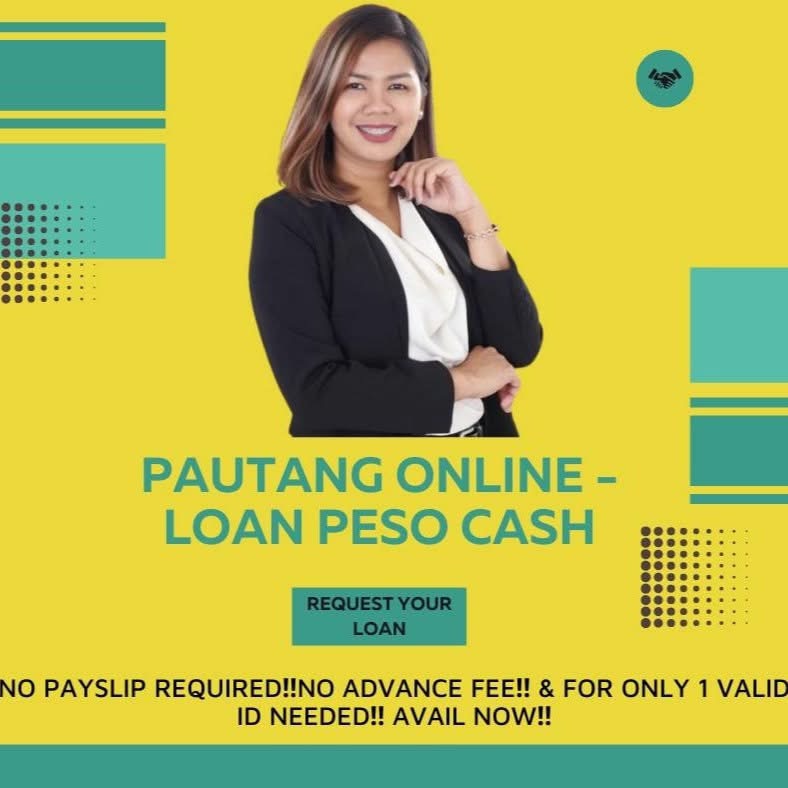 PAUTANG ONLINE -
LOAN PESO CASH
REQUEST YOUR
LOAN
NO PAYSLIP REQUIRED!!NO ADVANCE FEE!! & FOR ONLY 1 VALID
ID NEEDED!! AVAIL NOW!!